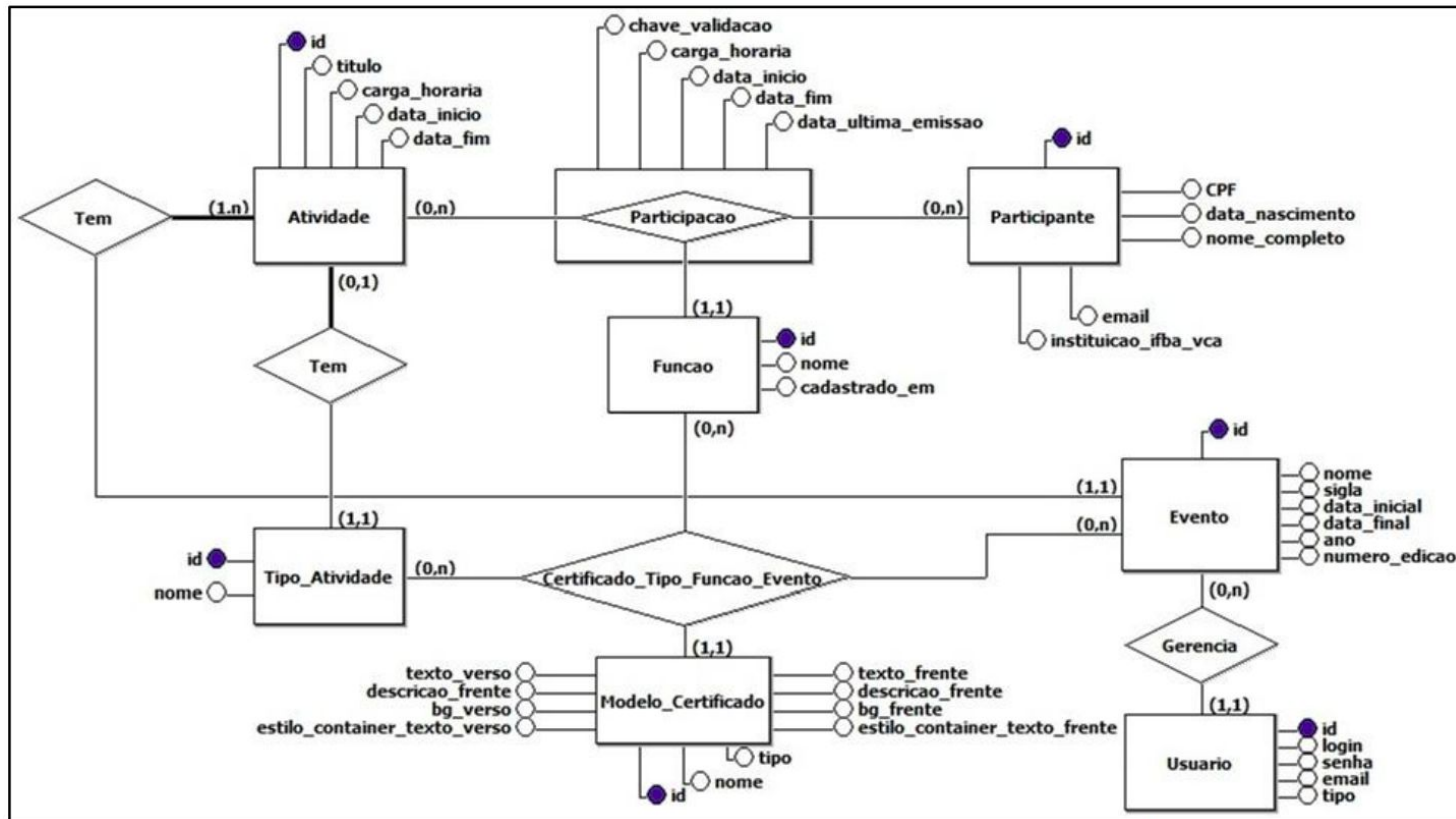 id
titulo
carga_horaria
data_inicio
data_fim
Tem
(1.n)
Atividade
(0,n)
(0,1)
Tem
chave_validacao
carga_horaria
data_inicio
data_fim
data_ultima_emissao
Participacao
(0,n)
id
Participante
CPF
data_nascimento
nome_completo
email
instituicao_ifba_vca
(1,1)
Funcao
id
nome
cadastrado_em
(0,n)
id
(1,1)
(0,n)
Evento
nome
sigla
data_inicial
data_final
ano
numero_edicao
(0,n)
Gerencia
(1,1)
Usuario
id
login
senha
email
tipo
(1,1)
id
nome
Tipo_Atividade
(0,n)
Certificado_Tipo_Funcao_Evento
(1,1)
texto_verso
descricao_frente
bg_verso
estilo_container_texto_verso
Modelo_Certificado
texto_frente
descricao_frente
bg_frente
estilo_container_texto_frente
tipo
nome
id